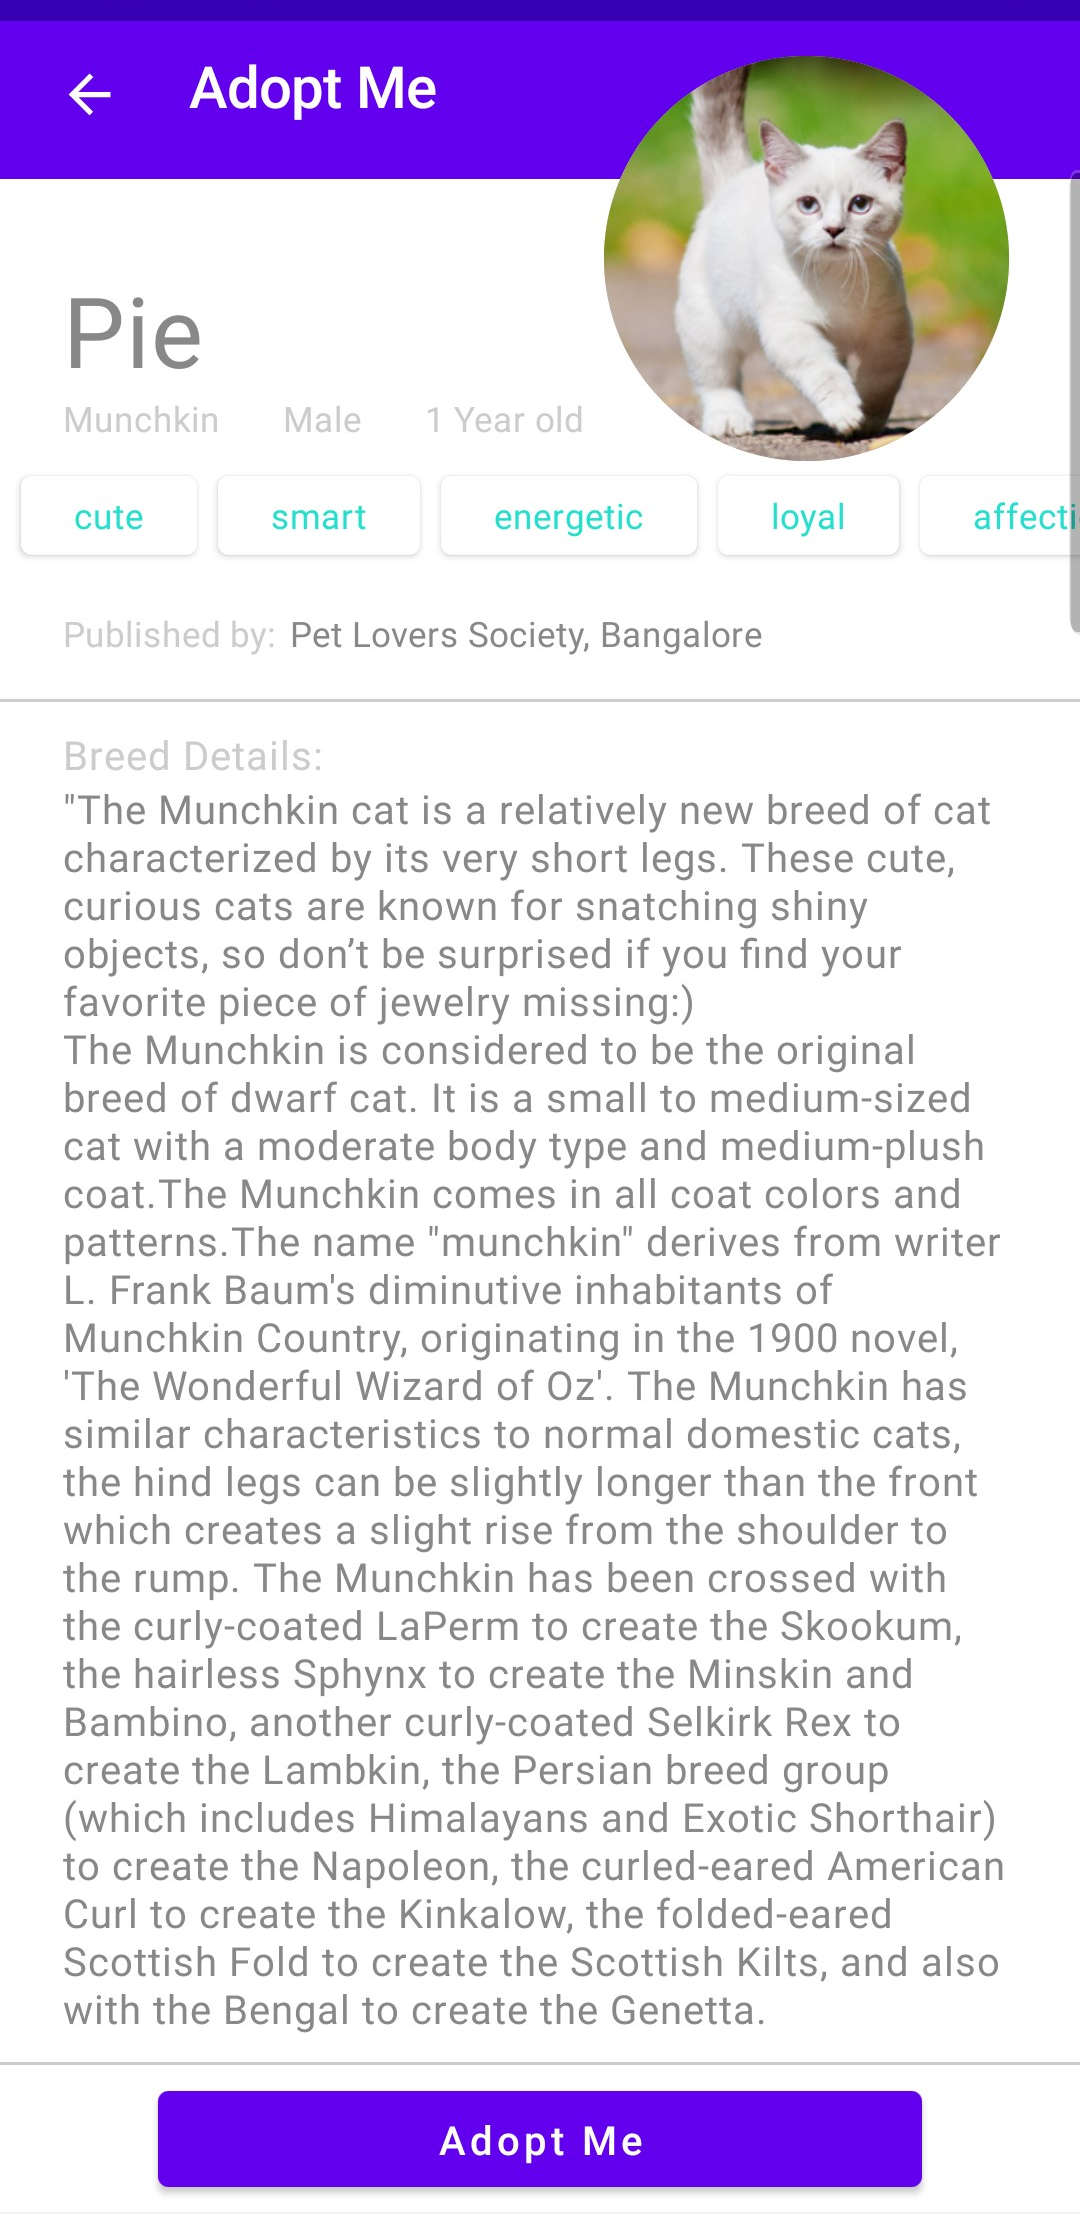 Adopt Me
Pie
Munchkin Male 1 Year old
cute smart energetic loyal affecti
Published by: Pet Lovers Society, Bangalore
Breed Details:
"The Munchkin cat is a relatively new breed of cat
characterized by its very short legs. These cute,
curious cats are known for snatching shiny
objects, so don’t be surprised if you find your
favorite piece of jewelry missing:)
The Munchkin is considered to be the original
breed of dwarf cat. It is a small to medium-sized
cat with a moderate body type and medium-plush
coat.The Munchkin comes in all coat colors and
patterns.The name "munchkin" derives from writer
L. Frank Baum's diminutive inhabitants of
Munchkin Country, originating in the 1900 novel,
'The Wonderful Wizard of Oz'. The Munchkin has
similar characteristics to normal domestic cats,
the hind legs can be slightly longer than the front
which creates a slight rise from the shoulder to
the rump. The Munchkin has been crossed with
the curly-coated LaPerm to create the Skookum,
the hairless Sphynx to create the Minskin and
Bambino, another curly-coated Selkirk Rex to
create the Lambkin, the Persian breed group
(which includes Himalayans and Exotic Shorthair)
to create the Napoleon, the curled-eared American
Curl to create the Kinkalow, the folded-eared
Scottish Fold to create the Scottish Kilts, and also
with the Bengal to create the Genetta.
Adopt Me